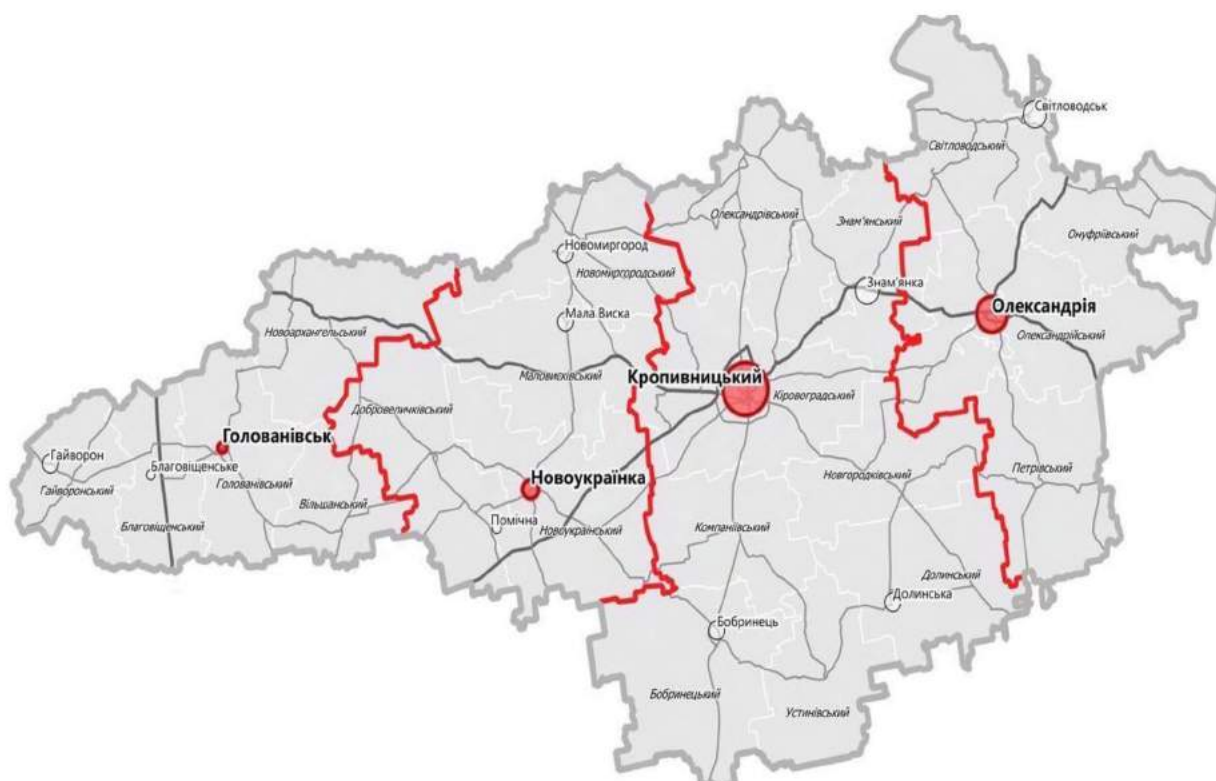 Світловодськ
Світловодський
Олександрівський
Знам'янський
Онуфріївський
Новомиргород
Новомиргородський
Знам'янка
Олександрія
Мала Виска
Новоархангельський
Олександрійський
Маловисківський
Кропивницький
Кіровоградський
Добровеличківський
Голованівськ
Гайворон
Благовіщенське
Новоукраїнка
Новгородківський
Петрівський
Гайворонський
Голованівський
Вільшанський
Благовіщенський
Помічна
Новоукраїнський
Компаніївський
Долинський
Долинська
Бобринець
Бобринецький
Устинівський